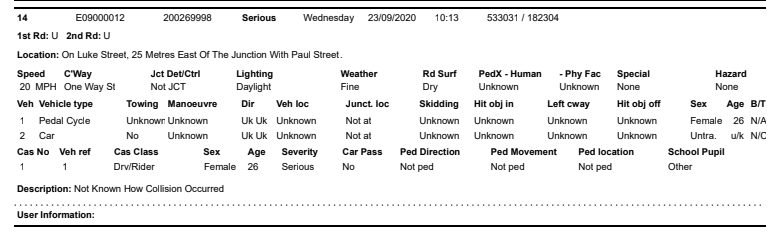 14 E09000012 200269998 Serious Wednesday 23/09/2020 10:13 533031 / 182304
1st Rd: U 2nd Rd: U
Location: On Luke Street, 25 Metres East Of The Junction With Paul Street.
Speed C'Way Jct Det/Ctrl Lighting Weather Rd Surf PedX - Human - Phy Fac Special Hazard
20 MPH One Way St Not JCT Daylight Fine Dry Unknown Unknown None None
Veh Vehicle type Towing Manoeuvre Dir Veh loc Junct. loc Skidding Hit obj in Left cway Hit obj off Sex Age B/T
1 Pedal Cycle Unknown Unknown Uk Uk Unknown Not at Unknown Unknown Unknown Unknown Female 26 N/A
2 Car No Unknown Uk Uk Unknown Not at Unknown Unknown Unknown Unknown Untra. u/k N/C
Cas No Veh ref Cas Class Sex Age Severity Car Pass Ped Direction Ped Movement Ped location School Pupil
1 1 Drv/Rider Female 26 Serious No Not ped Not ped Not ped Other
Description: Not Known How Collision Occurred
User Information: